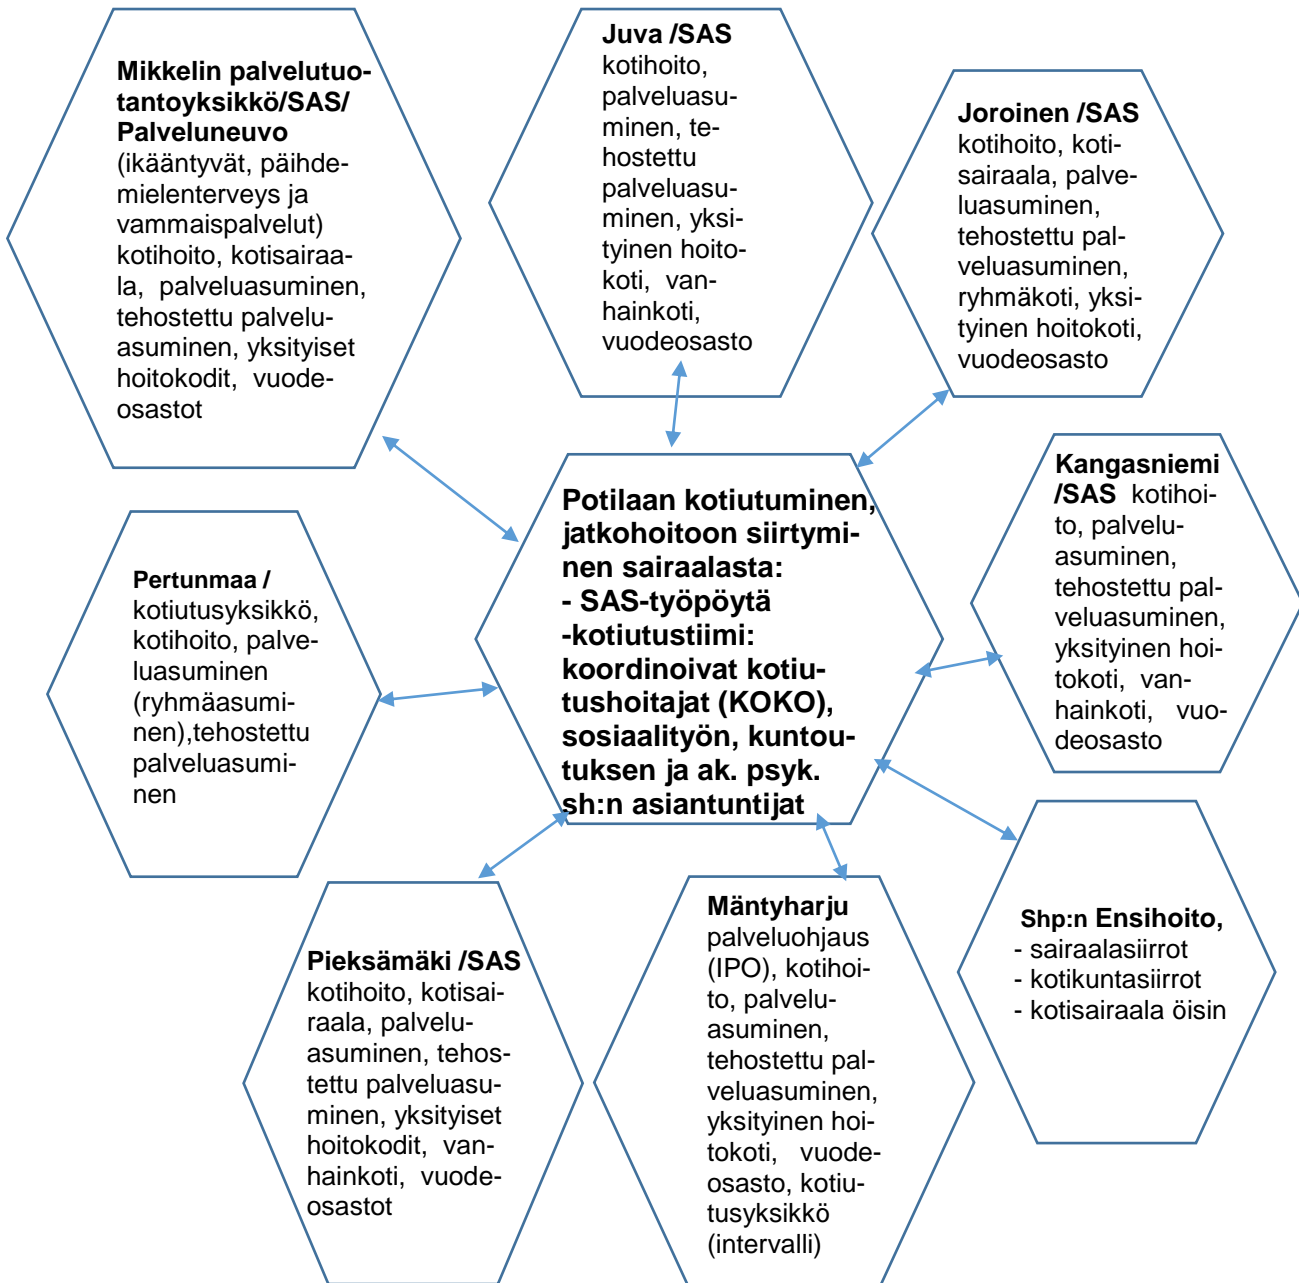 Mikkelin palvelutuo-
tantoyksikkö/SAS/
Palveluneuvo
(ikääntyvät, päihde-
mielenterveys ja
vammaispalvelut)
kotihoito, kotisairaa-
la, palveluasuminen,
tehostettu palvelu-
asuminen, yksityiset
hoitokodit, vuode-
osastot
Juva /SAS
kotihoito,
palveluasu-
minen, te-
hostettu
palveluasu-
minen, yksi-
tyinen hoito-
koti, van-
hainkoti,
vuodeosasto
Joroinen /SAS
kotihoito, koti-
sairaala, palve-
luasuminen,
tehostettu pal-
veluasuminen,
ryhmäkoti, yksi-
tyinen hoitokoti,
vuodeosasto
Potilaan kotiutuminen,
jatkohoitoon siirtymi-
nen sairaalasta:
- SAS-työpöytä
-kotiutustiimi:
koordinoivat kotiu-
tushoitajat (KOKO),
sosiaalityön, kuntou-
tuksen ja ak. psyk.
sh:n asiantuntijat
Kangasniemi
/SAS kotihoi-
to, palvelu-
asuminen,
tehostettu pal-
veluasuminen,
yksityinen hoi-
tokoti, van-
hainkoti, vuo-
deosasto
Pertunmaa /
kotiutusyksikkö,
kotihoito, palve-
luasuminen
(ryhmäasumi-
nen),tehostettu
palveluasumi-
nen
Pieksämäki /SAS
kotihoito, kotisai-
raala, palvelu-
asuminen, tehos-
tettu palveluasu-
minen, yksityiset
hoitokodit, van-
hainkoti, vuode-
osastot
Mäntyharju
palveluohjaus
(IPO), kotihoi-
to, palvelu-
asuminen,
tehostettu pal-
veluasuminen,
yksityinen hoi-
tokoti, vuode-
osasto, kotiu-
tusyksikkö
(intervalli)
Shp:n Ensihoito,
- sairaalasiirrot
- kotikuntasiirrot
- kotisairaala öisin